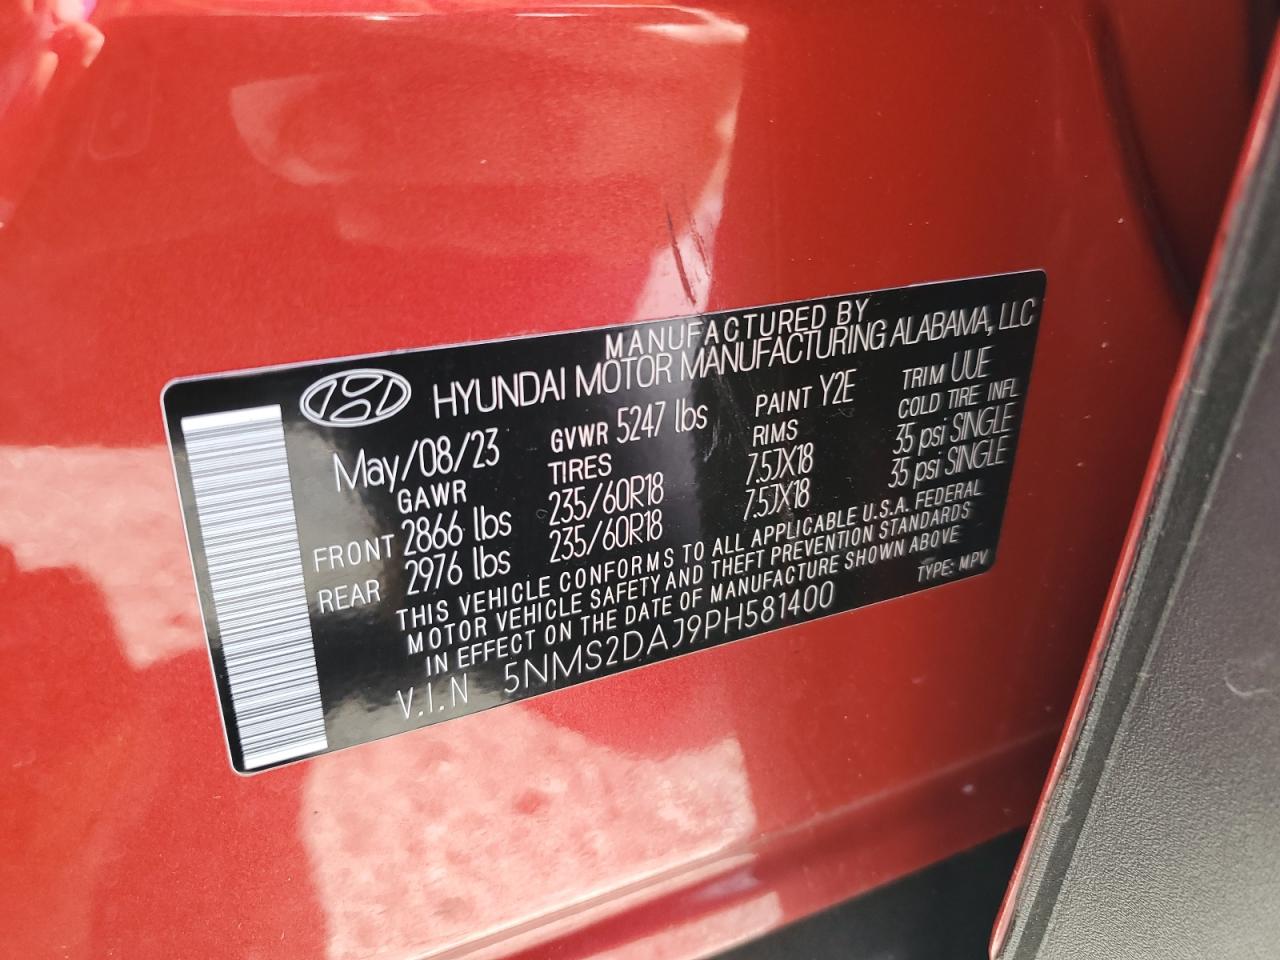 MANUFACTURED BY
HYUNDAI MOTOR MANUFACTURING ALABAMA, LLC
May/08/23 GVWR 5247 lbs PAINT Y2E TRIM UUE
GAWR TIRES RIMS COLD TIRE INFL
FRONT 2866 lbs 235/60R18 7.5JX18 35 psi SINGLE
REAR 2976 lbs 235/60R18 7.5JX18 35 psi SINGLE
THIS VEHICLE CONFORMS TO ALL APPLICABLE U.S.A. FEDERAL
MOTOR VEHICLE SAFETY AND THEFT PREVENTION STANDARDS
IN EFFECT ON THE DATE OF MANUFACTURE SHOWN ABOVE
V.I.N 5NMS2DAJ9PH581400 TYPE: MPV